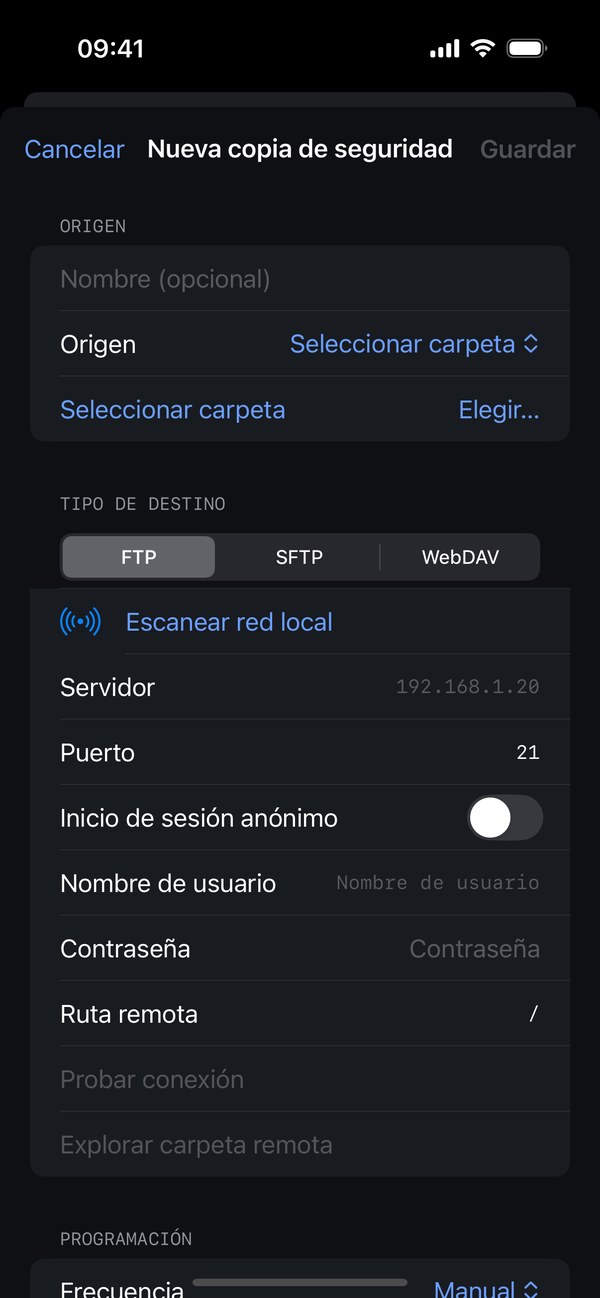 09:41
Cancelar Nueva copia de seguridad Guardar
ORIGEN
Nombre (opcional)
Origen Seleccionar carpeta
Seleccionar carpeta Elegir...
TIPO DE DESTINO
FTP SFTP WebDAV
Escanear red local
Servidor 192.168.1.20
Puerto 21
Inicio de sesión anónimo
Nombre de usuario Nombre de usuario
Contraseña Contraseña
Ruta remota /
Probar conexión
Explorar carpeta remota
PROGRAMACIÓN
Frecuencia Manual